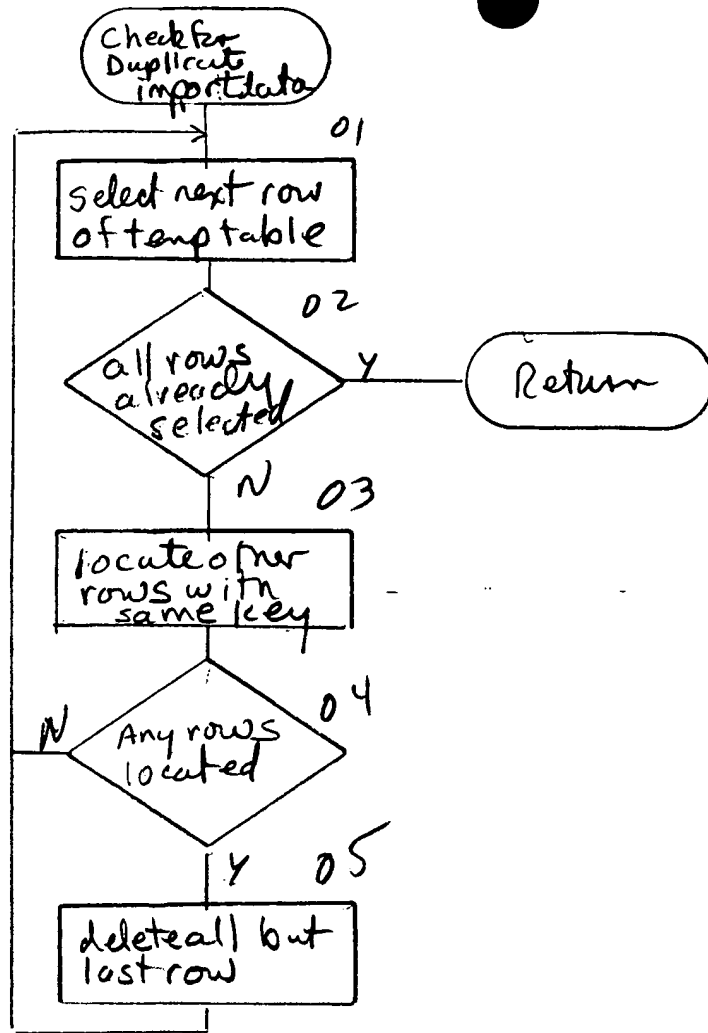 Check for
Duplicate
import data
01
select next row
of temp table
02
all rows
already
selected
Y
Return
N
03
locate other
rows with
same key
04
N
Any rows
located
Y
05
delete all but
last row